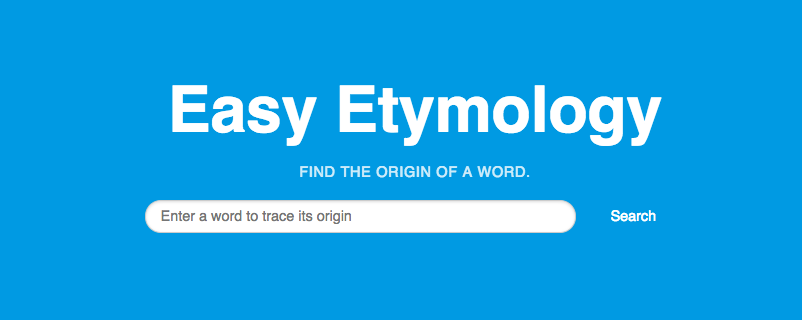 Easy Etymology
FIND THE ORIGIN OF A WORD.
Enter a word to trace its origin Search